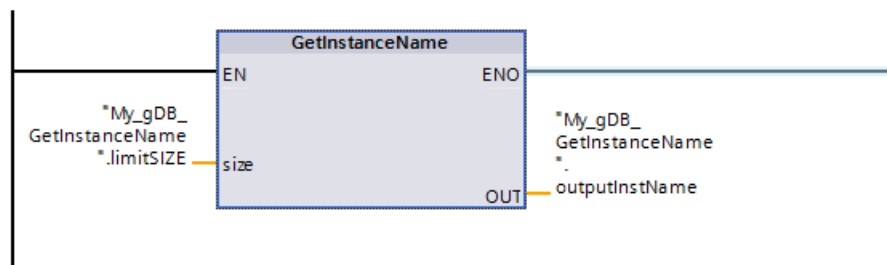 GetInstanceName
EN
ENO
"My_gDB_
GetInstanceName
".limitSIZE
size
"My_gDB_
GetInstanceName
".
outputInstName
OUT